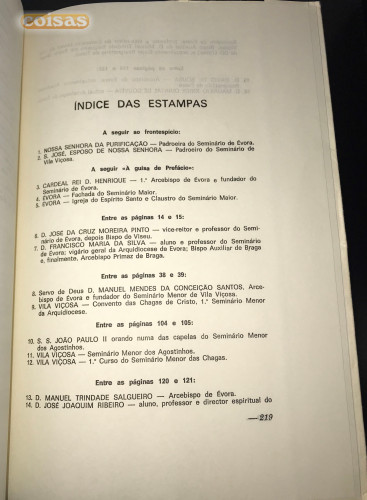 coisas
ÍNDICE DAS ESTAMPAS
A seguir ao frontespício:
1. NOSSA SENHORA DA PURIFICAÇÃO — Padroeira do Seminário de Évora.
2. S. JOSÉ, ESPOSO DE NOSSA SENHORA — Padroeiro do Seminário de
Vila Viçosa.
A seguir «À guisa de Prefácio»:
3. CARDEAL REI D. HENRIQUE — 1.º Arcebispo de Évora e fundador do
Seminário de Évora.
4. ÉVORA — Fachada do Seminário Maior.
5. ÉVORA — Igreja do Espírito Santo e Claustro do Seminário Maior.
Entre as páginas 14 e 15:
6. D. JOSÉ DA CRUZ MOREIRA PINTO — vice-reitor e professor do Semi-
nário de Évora, depois Bispo de Viseu.
7. D. FRANCISCO MARIA DA SILVA — aluno e professor do Seminário
de Évora; vigário geral da Arquidiocese de Évora; Bispo Auxiliar de Braga
e, finalmente, Arcebispo Primaz de Braga.
Entre as páginas 38 e 39:
8. Servo de Deus D. MANUEL MENDES DA CONCEIÇÃO SANTOS, Arce-
bispo de Évora e fundador do Seminário Menor de Vila Viçosa.
9. VILA VIÇOSA — Convento das Chagas de Cristo, 1.º Seminário Menor
da Arquidiocese.
Entre as páginas 104 e 105:
10. S. S. JOÃO PAULO II orando numa das capelas do Seminário Menor
dos Agostinhos.
11. VILA VIÇOSA — Seminário Menor dos Agostinhos.
12. VILA VIÇOSA — 1.º Curso do Seminário Menor das Chagas.
Entre as páginas 120 e 121:
13. D. MANUEL TRINDADE SALGUEIRO — Arcebispo de Évora.
14. D. JOSÉ JOAQUIM RIBEIRO — aluno, professor e director espiritual do
—219